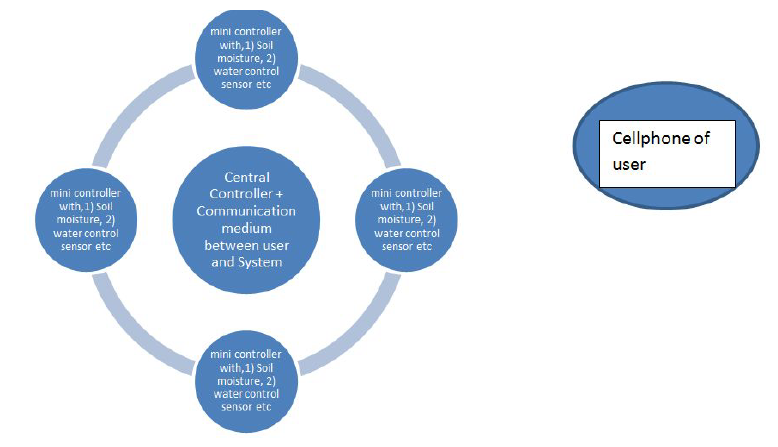 mini controller
with,1) Soil
moisture, 2)
water control
sensor etc
Cellphone of
user
mini controller
with,1) Soil
moisture, 2)
water control
sensor etc
Central
Controller +
Communication
medium
between user
and System
mini controller
with,1) Soil
moisture, 2)
water control
sensor etc
mini controller
with,1) Soil
moisture, 2)
water control
sensor etc